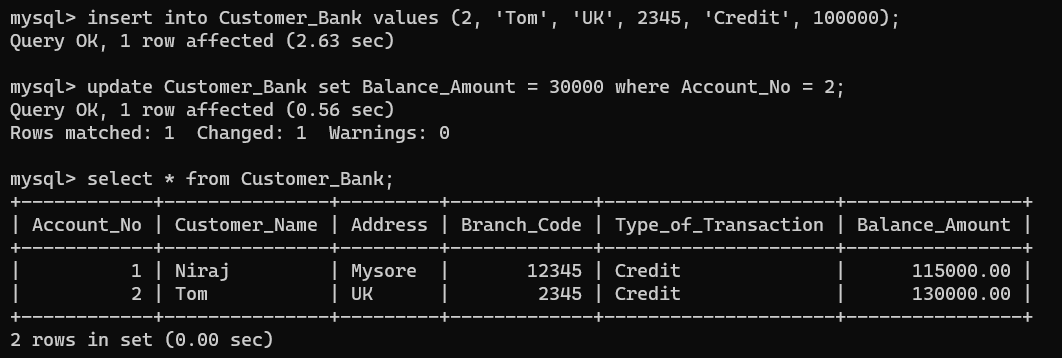 mysql> insert into Customer_Bank values (2, 'Tom', 'UK', 2345, 'Credit', 100000);
Query OK, 1 row affected (2.63 sec)

mysql> update Customer_Bank set Balance_Amount = 30000 where Account_No = 2;
Query OK, 1 row affected (0.56 sec)
Rows matched: 1  Changed: 1  Warnings: 0

mysql> select * from Customer_Bank;
+------------+---------------+---------+-------------+---------------------+----------------+
| Account_No | Customer_Name | Address | Branch_Code | Type_of_Transaction | Balance_Amount |
+------------+---------------+---------+-------------+---------------------+----------------+
|          1 | Niraj         | Mysore  |       12345 | Credit              |      115000.00 |
|          2 | Tom           | UK      |        2345 | Credit              |      130000.00 |
+------------+---------------+---------+-------------+---------------------+----------------+
2 rows in set (0.00 sec)